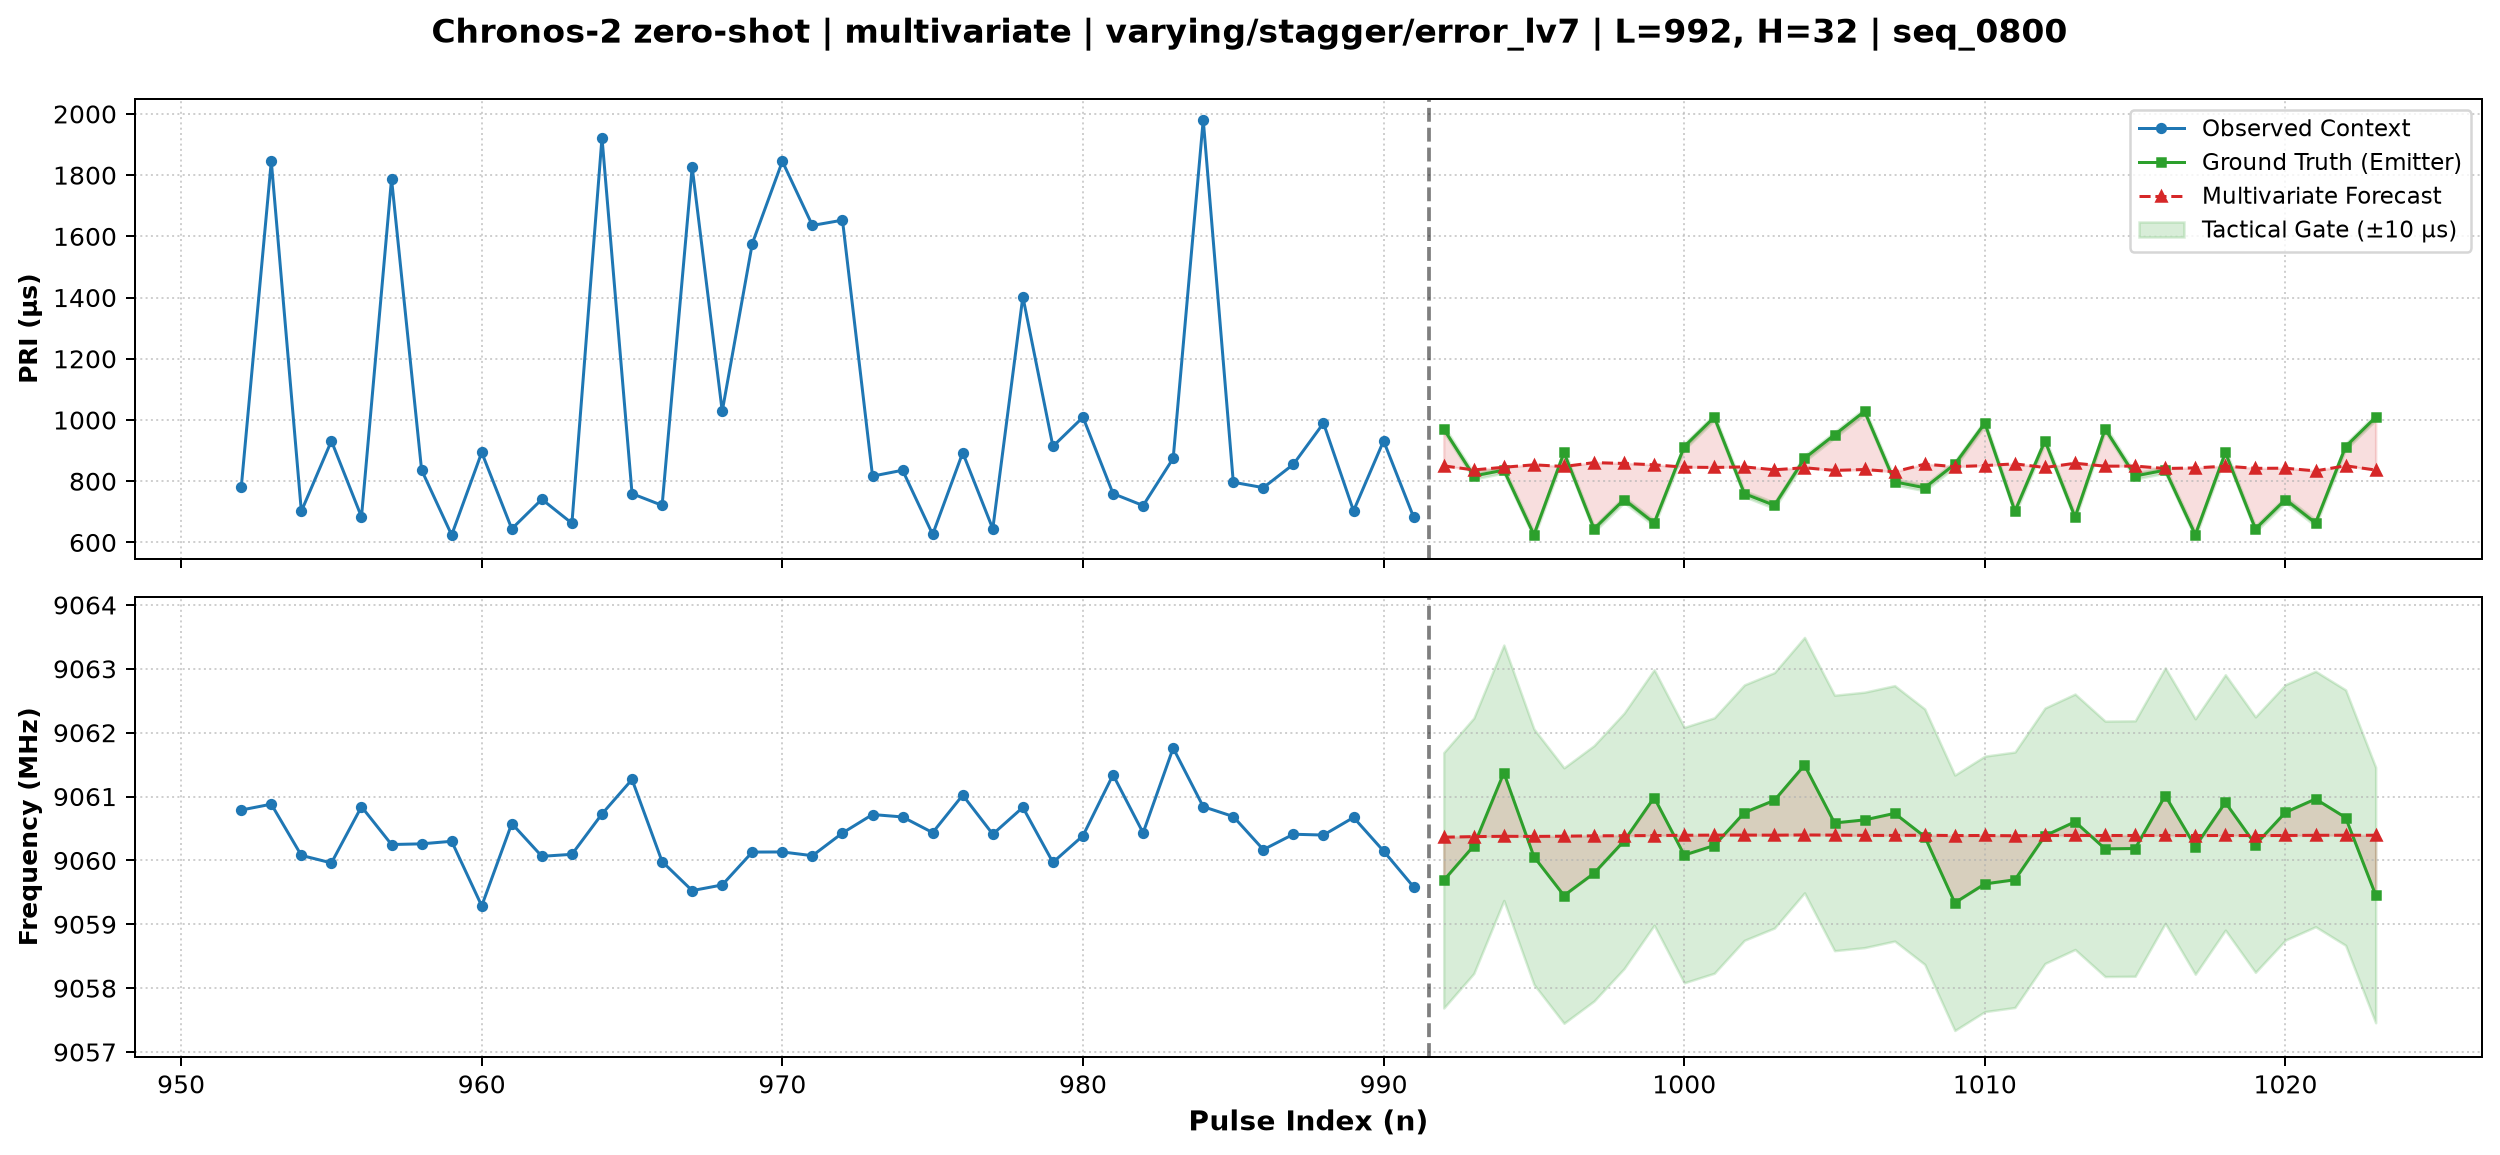 Chronos-2 zero-shot | multivariate | varying/stagger/error_lv7 | L=992, H=32 | seq_0800
2000
1800
1600
1400
1200
1000
800
600
PRI (µs)
Observed Context
Ground Truth (Emitter)
Multivariate Forecast
Tactical Gate (±10 µs)
9064
9063
9062
9061
9060
9059
9058
9057
Frequency (MHz)
950 960 970 980 990 1000 1010 1020
Pulse Index (n)